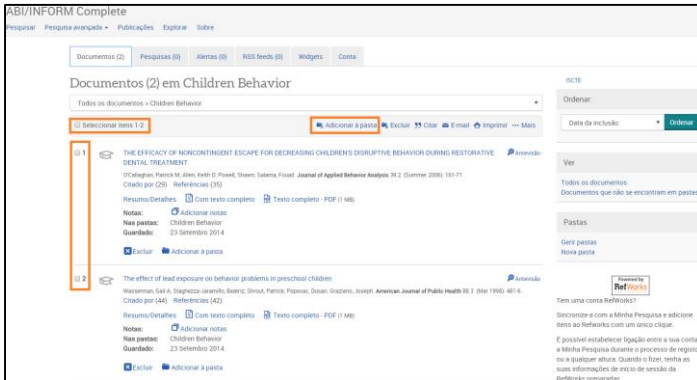 ABI/INFORM Complete
Pesquisar Pesquisa avançada Publicações Explorar Sobre
Documentos (2) Pesquisas (0) Alertas (0) RSS feeds (0) Widgets Conta
Documentos (2) em Children Behavior
Todos os documentos > Children Behavior
Seleccionar itens 1-2
Adicionar à pasta Excluir Citar E-mail Imprimir ··· Mais
1
THE EFFICACY OF NONCONTINGENT ESCAPE FOR DECREASING CHILDREN'S DISRUPTIVE BEHAVIOR DURING RESTORATIVE
DENTAL TREATMENT
Antevisão
O'Callaghan, Patrick M; Allen, Keith D; Powell, Shawn; Salama, Fouad. Journal of Applied Behavior Analysis 39.2 (Summer 2006): 161-71.
Citado por (29) Referências (35)
Resumo/Detalhes Com texto completo Texto completo - PDF (1 MB)
Notas: Adicionar notas
Nas pastas: Children Behavior
Guardado: 23 Setembro 2014
Excluir Adicionar à pasta
2
The effect of lead exposure on behavior problems in preschool children
Antevisão
Wasserman, Gail A; Staghezza-Jaramillo, Beatriz; Shrout, Patrick; Popovac, Dusan; Graziano, Joseph. American Journal of Public Health 88.3 (Mar 1998): 481-6.
Citado por (44) Referências (42)
Resumo/Detalhes Com texto completo Texto completo - PDF (1 MB)
Notas: Adicionar notas
Nas pastas: Children Behavior
Guardado: 23 Setembro 2014
Excluir Adicionar à pasta
ISCTE
Ordenar:
Data da inclusão Ordenar
Ver
Todos os documentos
Documentos que não se encontram em pastas
Pastas
Gerir pastas
Nova pasta
Powered by
RefWorks
Tem uma conta RefWorks?
Sincronize-a com a Minha Pesquisa e adicione
itens ao Refworks com um único clique.
É possível estabelecer ligação entre a sua conta
a Minha Pesquisa durante o processo de registo
ou a qualquer altura. Quando o fizer, tenha as
suas informações de início de sessão da
RefWorks preparadas.